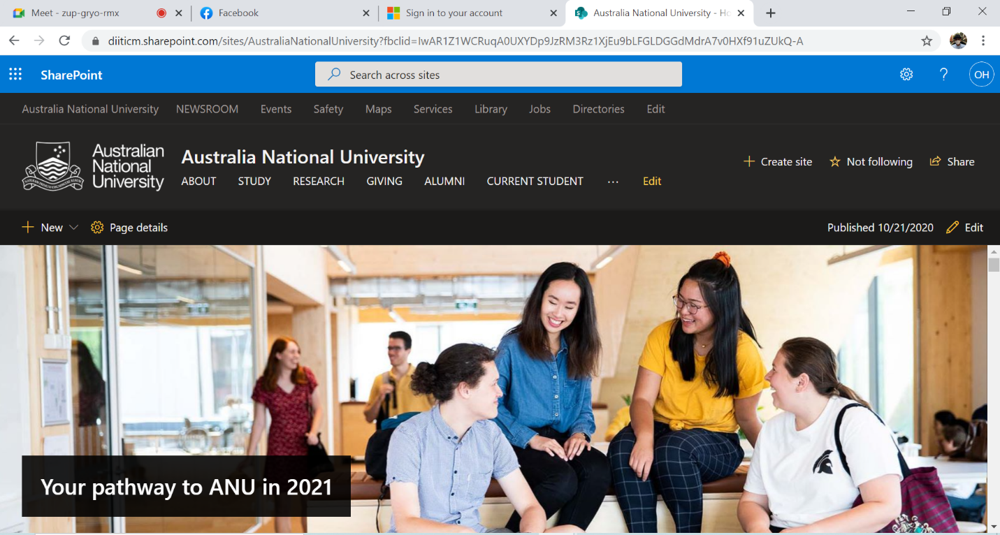 Meet - zup-gryo-rmx
Facebook
Sign in to your account
Australia National University - Ho
diiticm.sharepoint.com/sites/AustraliaNationalUniversity?fbclid=IwAR1Z1WCRuqA0UXYDp9JzRM3Rz1XjEu9bLFGLDGGdMdrA7v0HXf91uZUkQ-A
SharePoint
Search across sites
OH
Australia National University NEWSROOM Events Safety Maps Services Library Jobs Directories Edit
Australian
National
University
Australia National University
ABOUT STUDY RESEARCH GIVING ALUMNI CURRENT STUDENT ... Edit
Create site Not following Share
New Page details
Published 10/21/2020 Edit
Your pathway to ANU in 2021